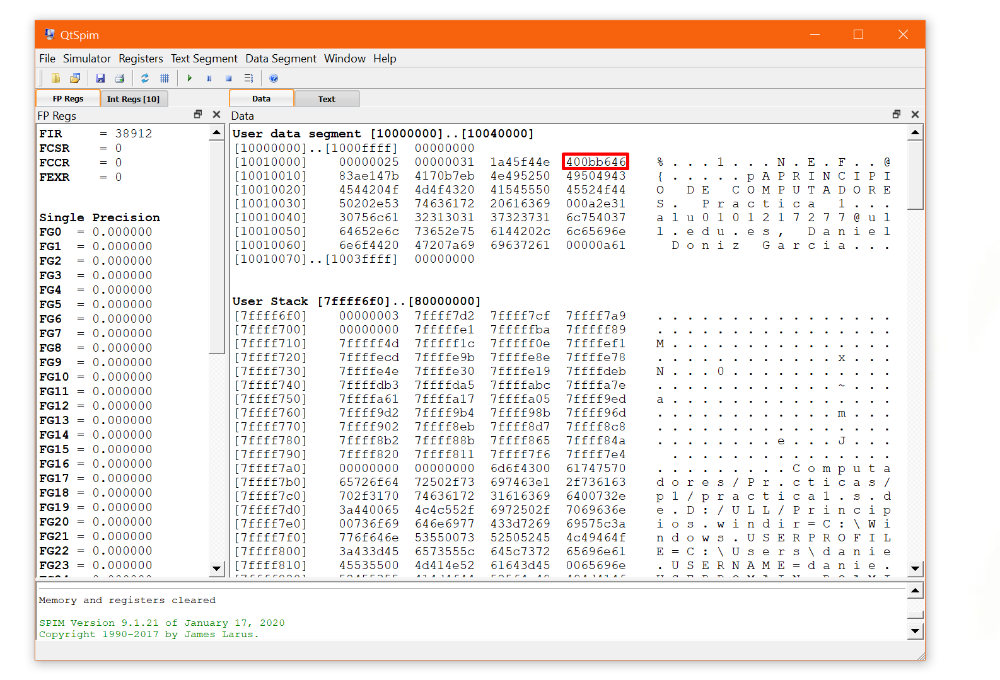 QtSpim
File Simulator Registers Text Segment Data Segment Window Help
FP Regs Int Regs [10] Data Text
FP Regs Data
FIR = 38912
FCSR = 0
FCCR = 0
FEXR = 0
Single Precision
FG0 = 0.000000
FG1 = 0.000000
FG2 = 0.000000
FG3 = 0.000000
FG4 = 0.000000
FG5 = 0.000000
FG6 = 0.000000
FG7 = 0.000000
FG8 = 0.000000
FG9 = 0.000000
FG10 = 0.000000
FG11 = 0.000000
FG12 = 0.000000
FG13 = 0.000000
FG14 = 0.000000
FG15 = 0.000000
FG16 = 0.000000
FG17 = 0.000000
FG18 = 0.000000
FG19 = 0.000000
FG20 = 0.000000
FG21 = 0.000000
FG22 = 0.000000
FG23 = 0.000000
User data segment [10000000]..[10040000]
[10000000]..[1000ffff] 00000000
[10010000] 00000025 00000031 1a45f44e 400bb646 % . . . 1 . . . N . E . F . . @
[10010010] 83ae147b 4170b7eb 4e495250 49504943 { . . . . . p A P R I N C I P I
[10010020] 4544204f 4d4f4320 41545550 45524f44 O D E C O M P U T A D O R E
[10010030] 50202e53 74636172 20616369 000a2e31 S . P r a c t i c a 1 . . .
[10010040] 30756c61 32313031 37323731 6c754037 a l u 0 1 0 1 2 1 7 2 7 7 @ u l
[10010050] 64652e6c 73652e75 6144202c 6c65696e l . e d u . e s , D a n i e l
[10010060] 6e6f4420 47207a69 69637261 00000a61 D o n i z G a r c i a . . .
[10010070]..[1003ffff] 00000000
User Stack [7ffff6f0]..[80000000]
[7ffff6f0] 00000003 7ffff7d2 7ffff7cf 7ffff7a9 . . . . . . . . . . . . . . . .
[7ffff700] 00000000 7fffffe1 7fffffba 7fffff89 . . . . . . . . . . . . . . . .
[7ffff710] 7fffff4d 7fffff1c 7fffff0e 7ffffef1 M . . . . . . . . . . . . . . .
[7ffff720] 7ffffecd 7ffffe9b 7ffffe8e 7ffffe78 . . . . . . . . . . . . x . . .
[7ffff730] 7ffffe4e 7ffffe30 7ffffe19 7ffffdeb N . . . 0 . . . . . . . . . . .
[7ffff740] 7ffffdb3 7ffffda5 7ffffabc 7ffffa7e . . . . . . . . . . . . ~ . . .
[7ffff750] 7ffffa61 7ffffa17 7ffffa05 7ffff9ed a . . . . . . . . . . . . . . .
[7ffff760] 7ffff9d2 7ffff9b4 7ffff98b 7ffff96d . . . . . . . . . . . . m . . .
[7ffff770] 7ffff902 7ffff8eb 7ffff8d7 7ffff8c8 . . . . . . . . . . . . . . . .
[7ffff780] 7ffff8b2 7ffff88b 7ffff865 7ffff84a . . . . . . . . e . . . J . . .
[7ffff790] 7ffff820 7ffff811 7ffff7f6 7ffff7e4 . . . . . . . . . . . . . . .
[7ffff7a0] 00000000 00000000 6d6f4300 61747570 . . . . . . . . . C o m p u t a
[7ffff7b0] 65726f64 72502f73 697463e1 2f736163 d o r e s / P r . c t i c a s /
[7ffff7c0] 702f3170 74636172 31616369 6400732e p 1 / p r a c t i c a 1 . s . d
[7ffff7d0] 3a440065 4c4c552f 6972502f 7069636e e . D : / U L L / P r i n c i p
[7ffff7e0] 00736f69 646e6977 433d7269 69575c3a i o s . w i n d i r = C : \ W i
[7ffff7f0] 776f646e 53550073 52505245 4c49464f n d o w s . U S E R P R O F I L
[7ffff800] 3a433d45 6573555c 645c7372 65696e61 E = C : \ U s e r s \ d a n i e
[7ffff810] 45535500 4d414e52 61643d45 0065696e . U S E R N A M E = d a n i e .
Memory and registers cleared
SPIM Version 9.1.21 of January 17, 2020
Copyright 1990-2017 by James Larus.